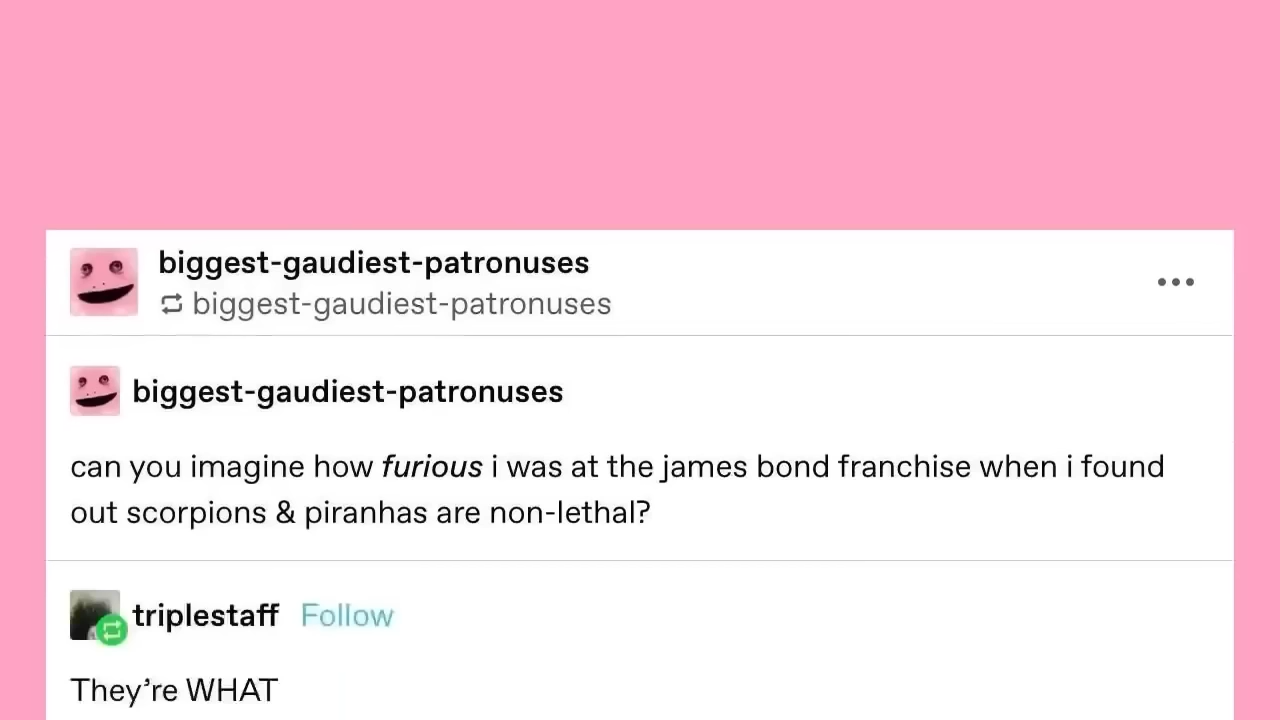 biggest-gaudiest-patronuses
biggest-gaudiest-patronuses
biggest-gaudiest-patronuses
can you imagine how furious i was at the james bond franchise when i found
out scorpions & piranhas are non-lethal?
triplestaff Follow
They’re WHAT